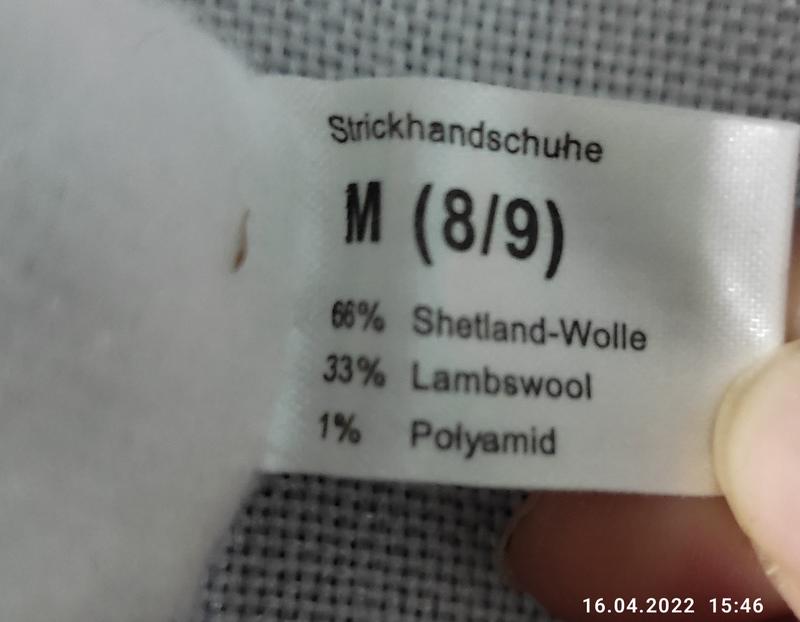 Strickhandschuhe
M (8/9)
66% Shetland-Wolle
33% Lambswool
1% Polyamid
16.04.2022 15:46